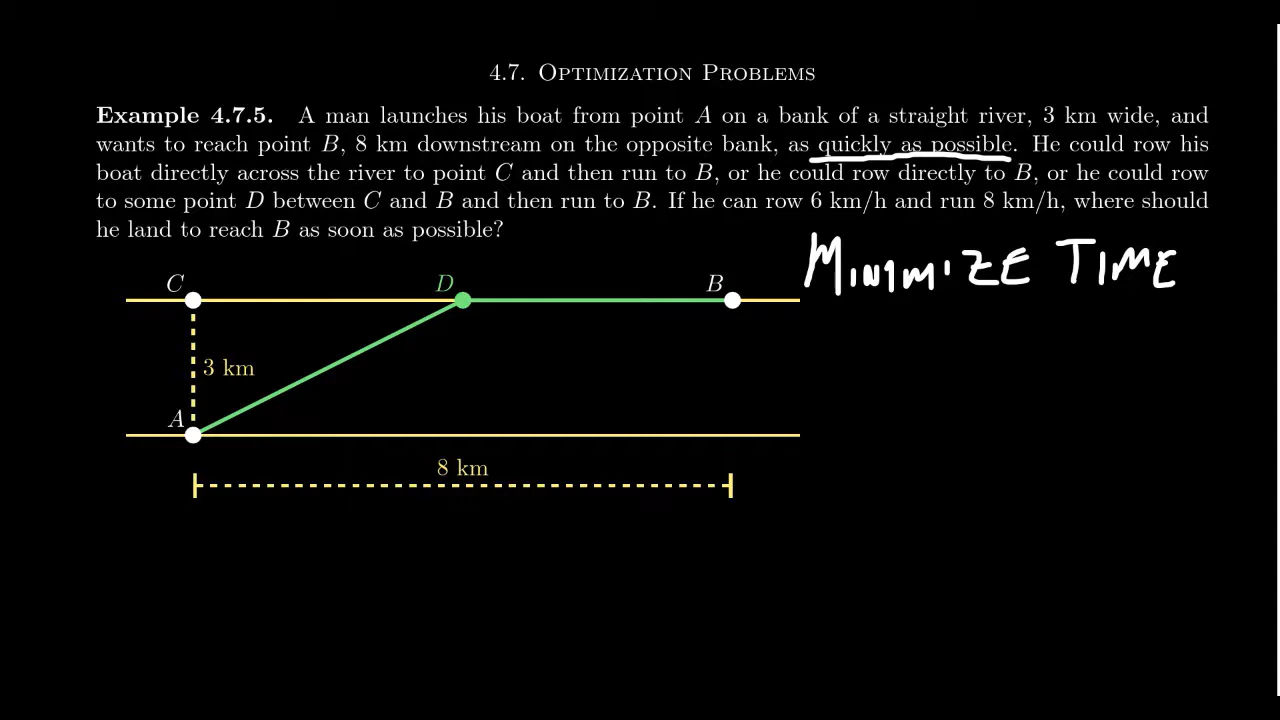 4.7. Optimization Problems
Example 4.7.5. A man launches his boat from point A on a bank of a straight river, 3 km wide, and
wants to reach point B, 8 km downstream on the opposite bank, as quickly as possible. He could row his
boat directly across the river to point C and then run to B, or he could row directly to B, or he could row
to some point D between C and B and then run to B. If he can row 6 km/h and run 8 km/h, where should
he land to reach B as soon as possible?
MINIMIZE TIME
C
D
B
3 km
A
8 km